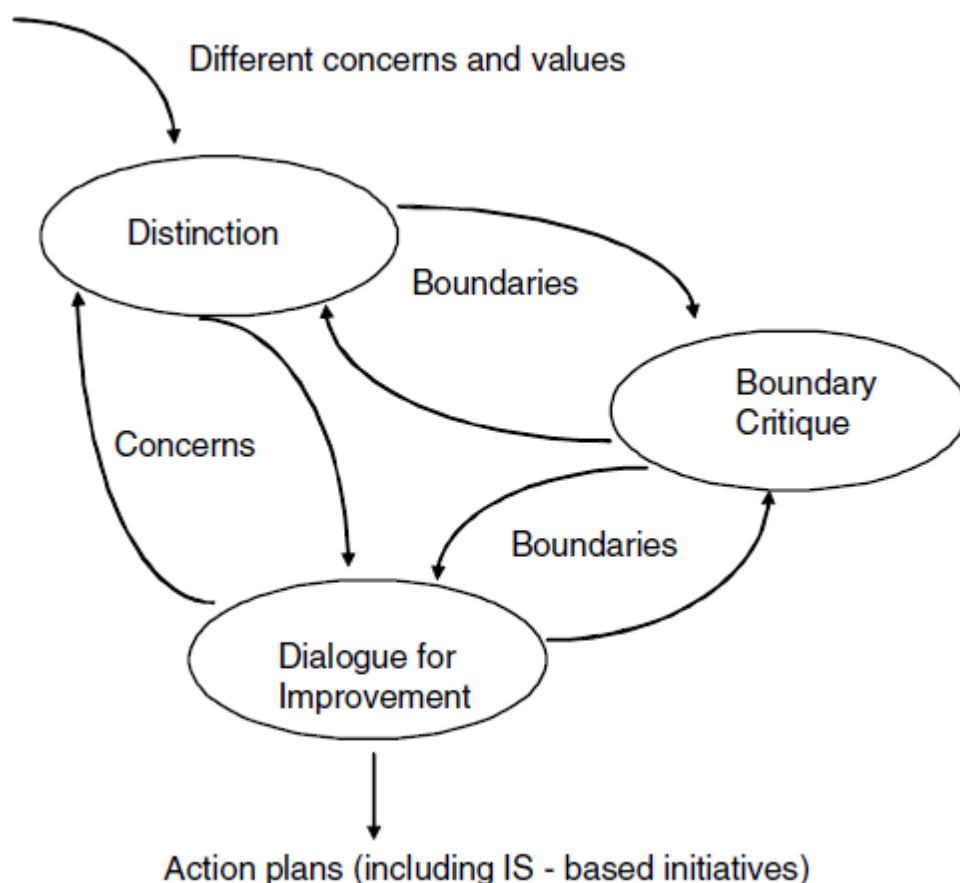 Different concerns and values
Distinction
Boundaries
Boundary
Critique
Concerns
Boundaries
Dialogue for
Improvement
Action plans (including IS - based initiatives)